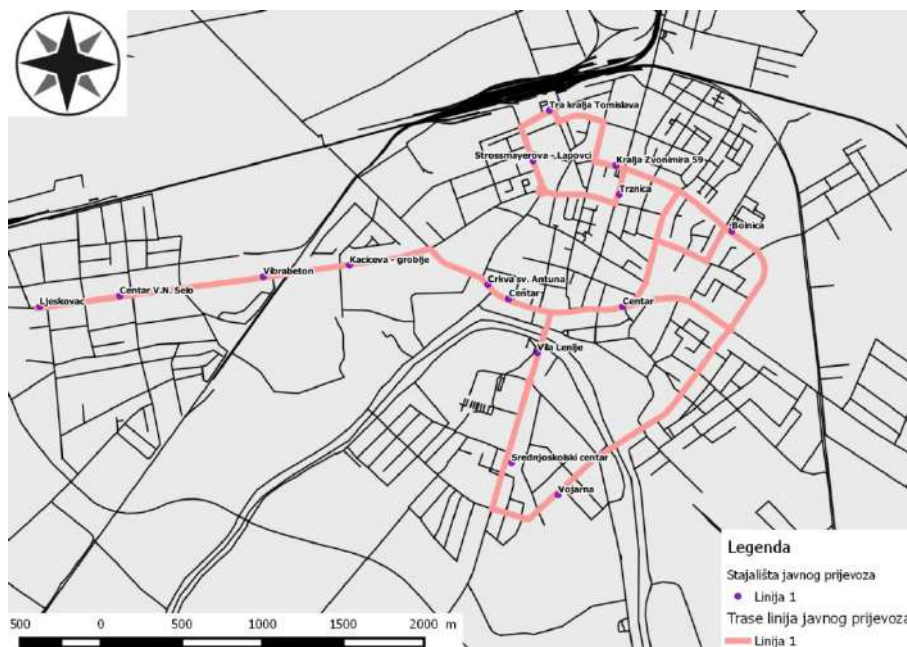 Tra kralja Tomislava
Strossmayerova - Lapovci
Kralja Zvonimira 59
Trznica
Bolnica
Kaciceva - groblje
Vibrabeton
Crkva sv. Antuna
Centar V.N. Selo
Centar
Centar
Ljeskovac
Vila Lenije
Srednjoskolski centar
Vojarna
Legenda
Stajališta javnog prijevoza
Linija 1
Trase linija javnog prijevoza
Linija 1
500 0 500 1000 1500 2000 m